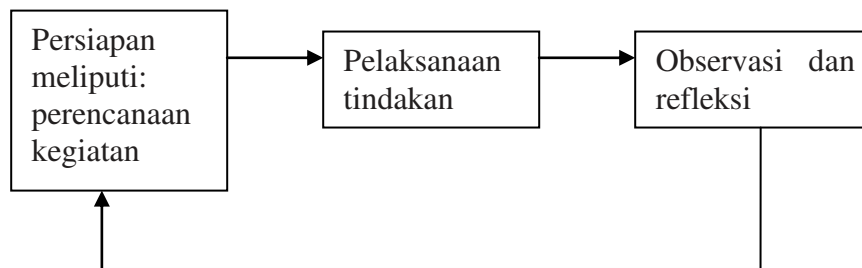 Persiapan
meliputi:
perencanaan
kegiatan
Pelaksanaan
tindakan
Observasi dan
refleksi